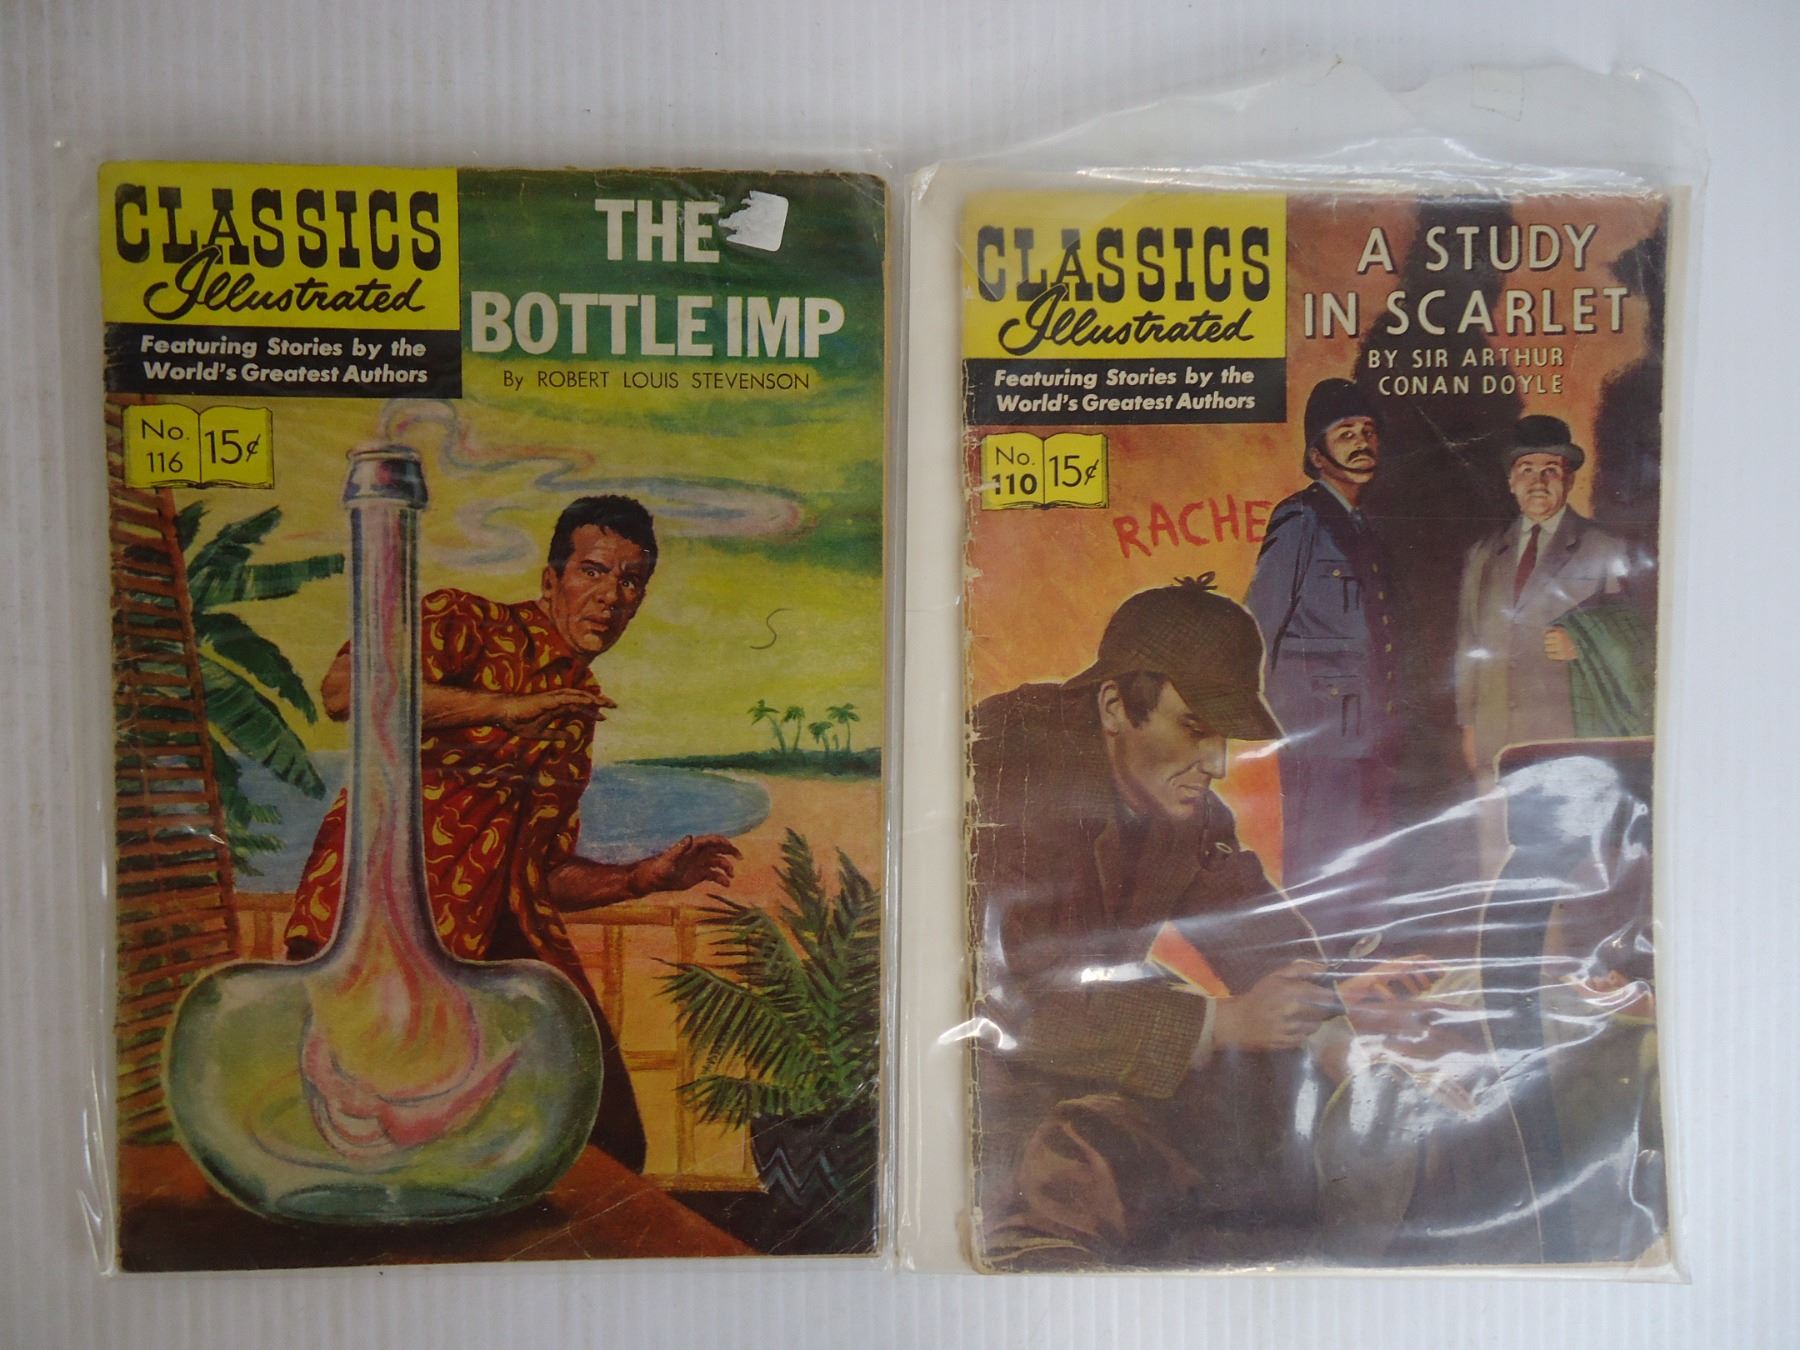 CLASSICS
Illustrated
Featuring Stories by the
World's Greatest Authors
No.
116
15¢
THE
BOTTLE IMP
By ROBERT LOUIS STEVENSON
S
CLASSICS
Illustrated
Featuring Stories by the
World's Greatest Authors
No.
110
15¢
A STUDY
IN SCARLET
BY SIR ARTHUR
CONAN DOYLE
RACHE